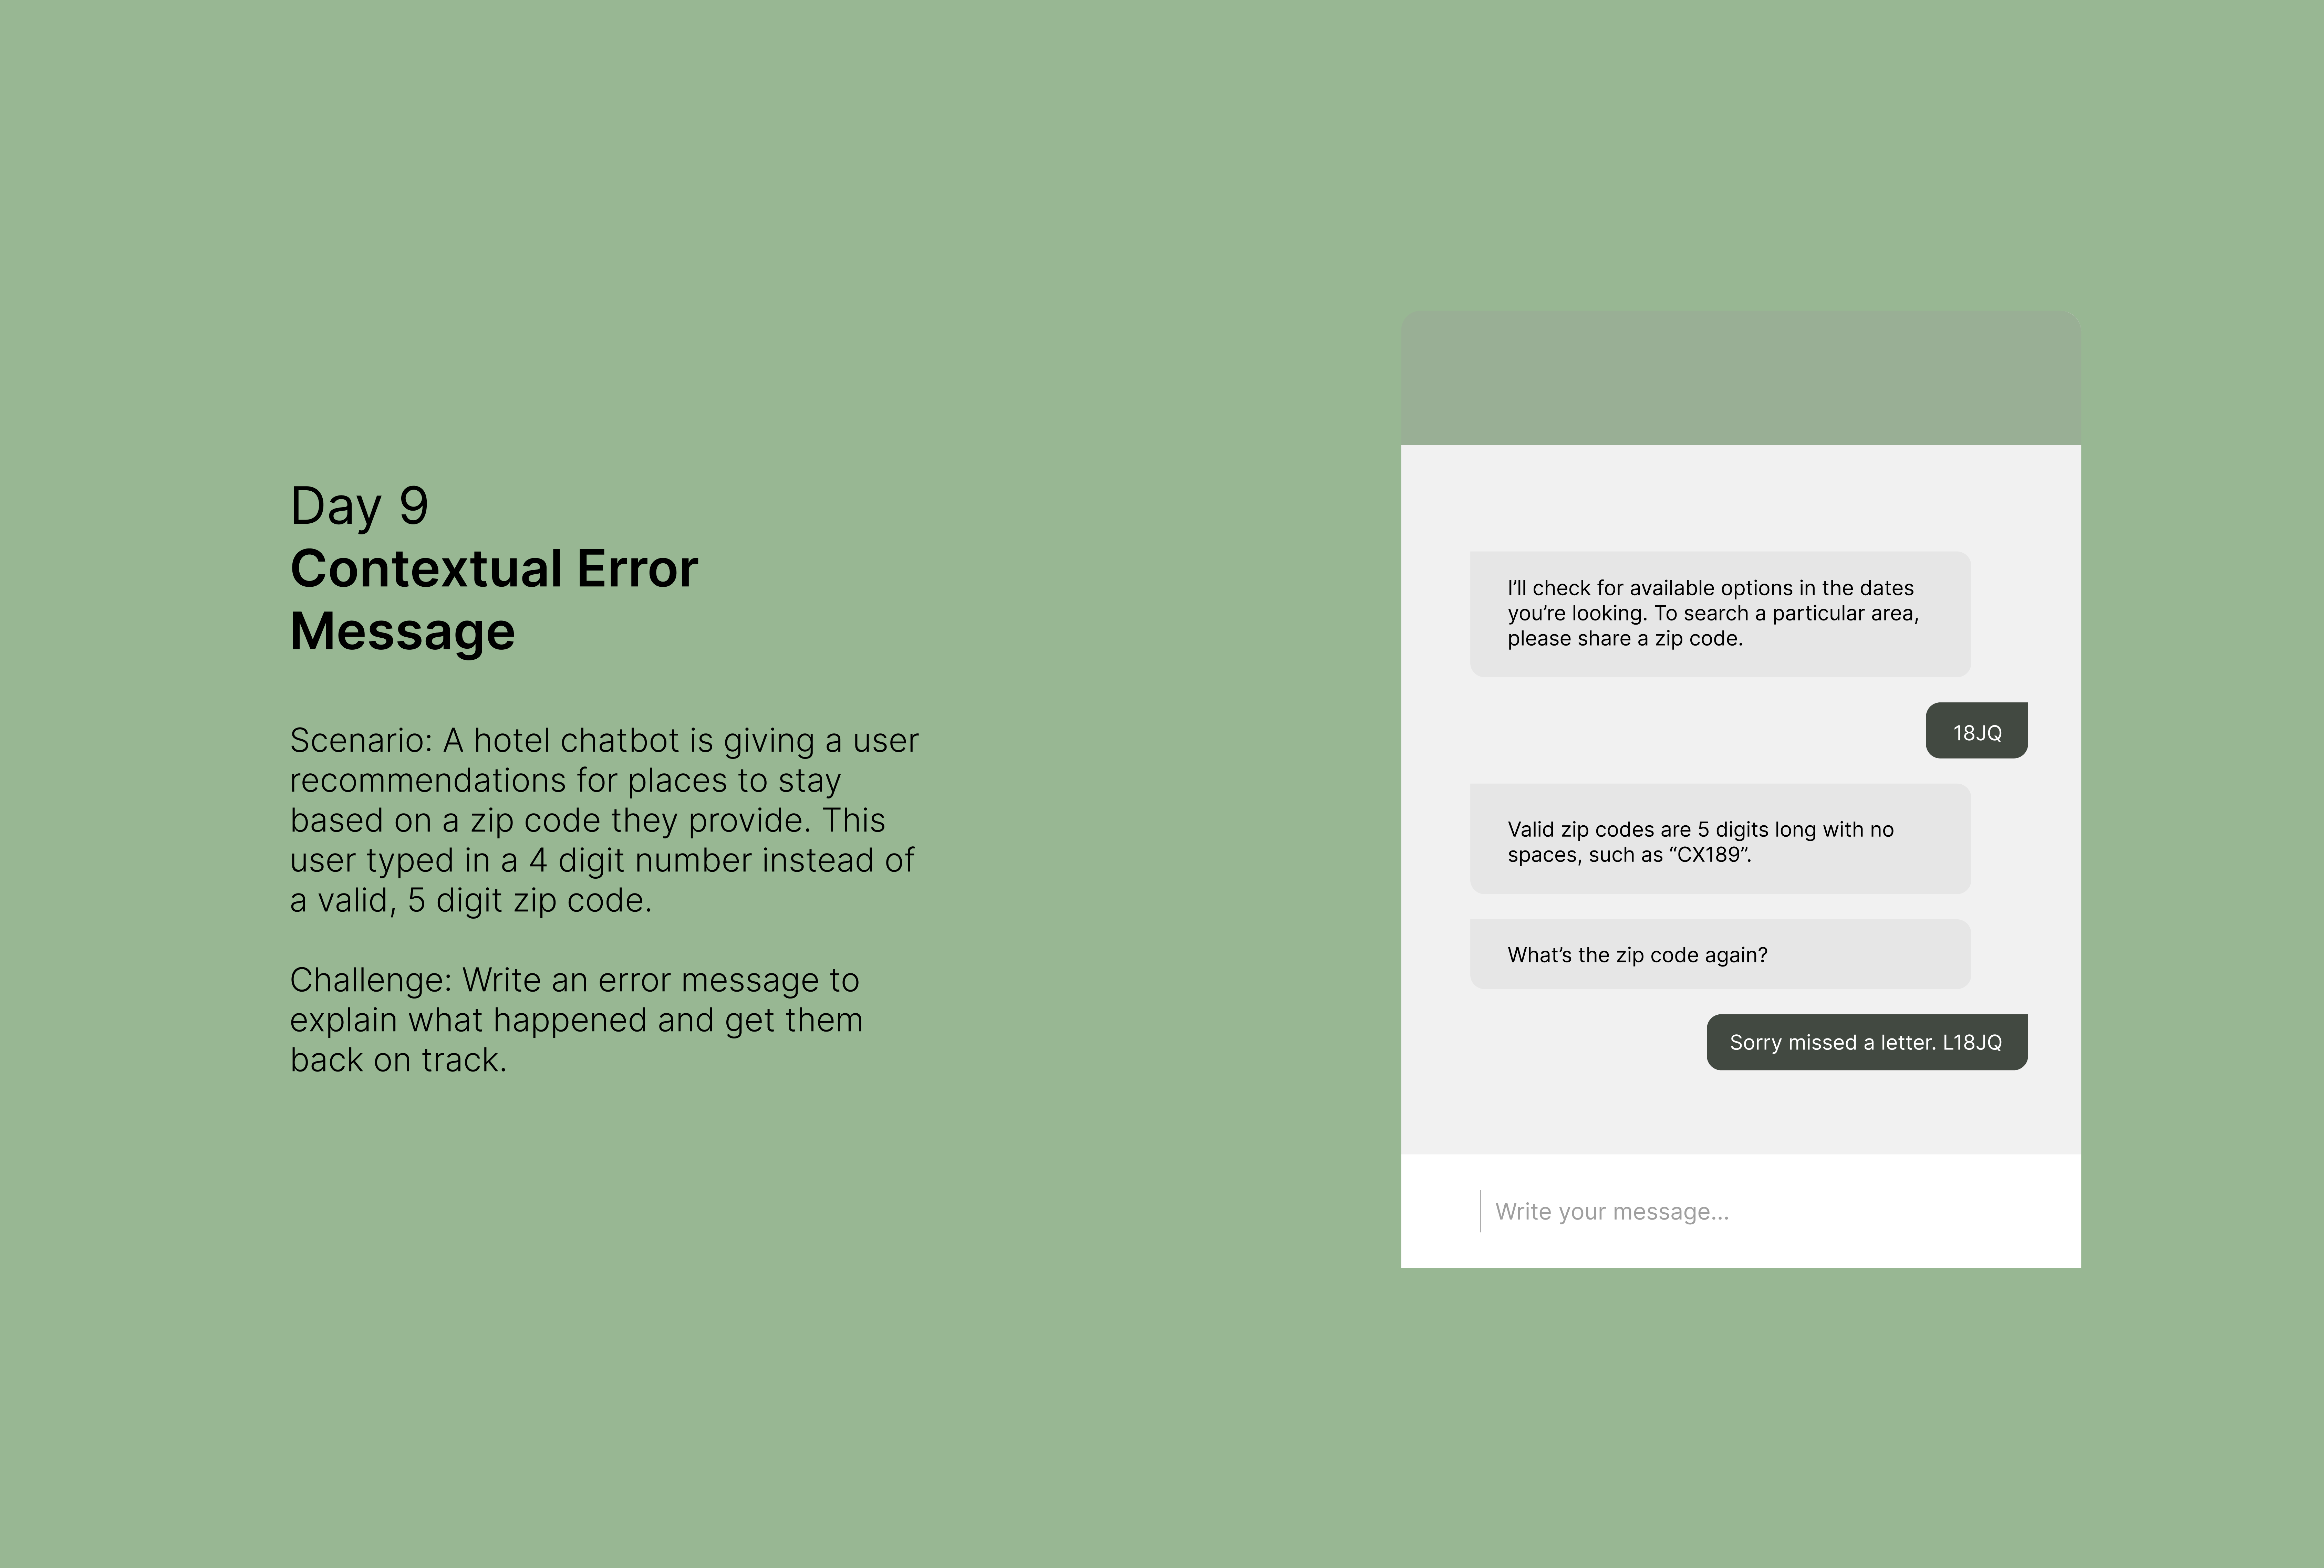 Day 9
Contextual Error
Message
Scenario: A hotel chatbot is giving a user
recommendations for places to stay
based on a zip code they provide. This
user typed in a 4 digit number instead of
a valid, 5 digit zip code.
Challenge: Write an error message to
explain what happened and get them
back on track.
I’ll check for available options in the dates
you’re looking. To search a particular area,
please share a zip code.
18JQ
Valid zip codes are 5 digits long with no
spaces, such as “CX189”.
What’s the zip code again?
Sorry missed a letter. L18JQ
Write your message...